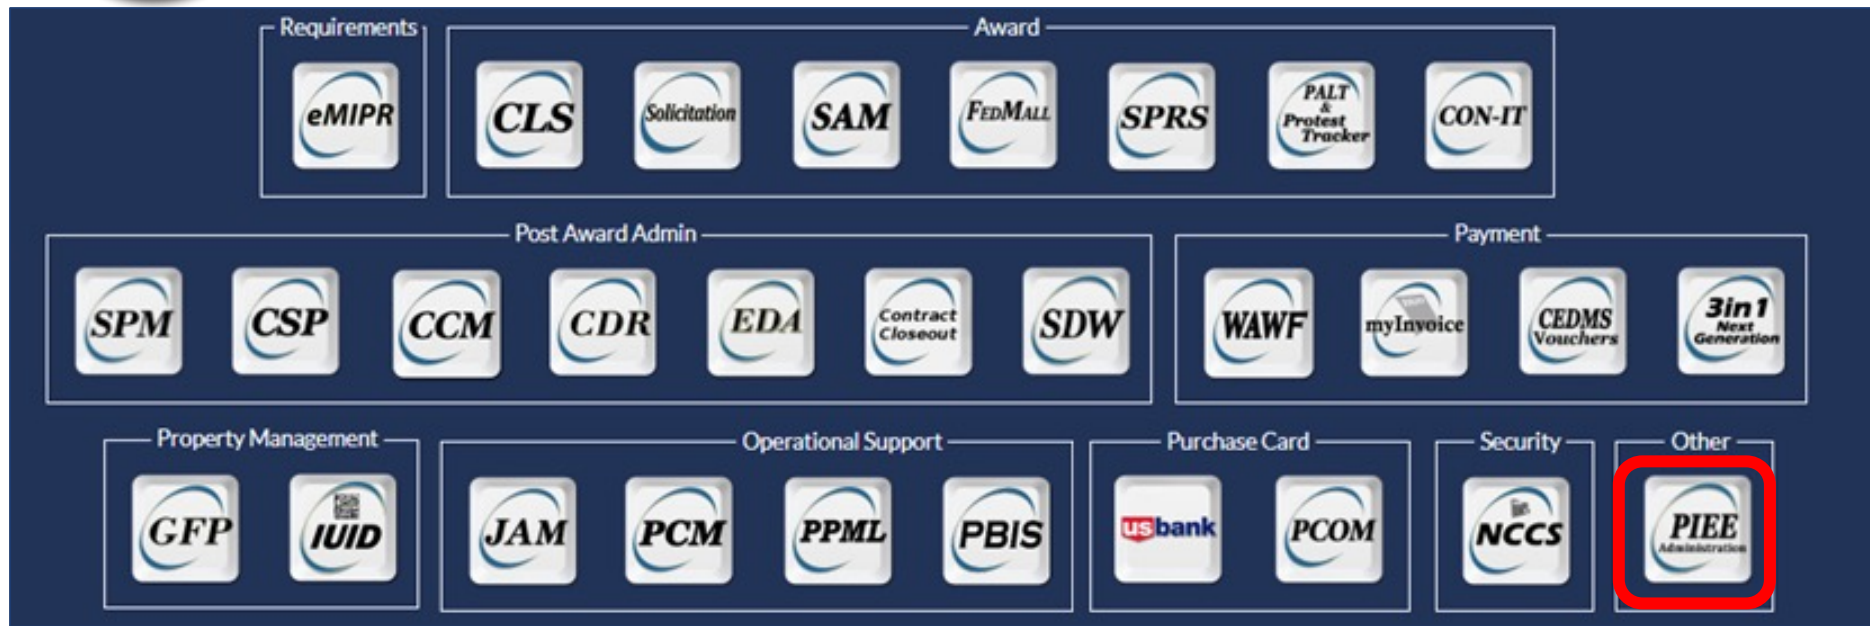 Requirements
eMIPR
Award
CLS
Solicitation
SAM
FEDMALL
SPRS
PALT
&
Protest
Tracker
CON-IT
Post Award Admin
SPM
CSP
CCM
CDR
EDA
Contract
Closeout
SDW
Payment
WAWF
myInvoice
CEDMS
Vouchers
3in1
Next
Generation
Property Management
GFP
IUID
Operational Support
JAM
PCM
PPML
PBIS
Purchase Card
usbank
PCOM
Security
NCCS
Other
PIEE
Administration